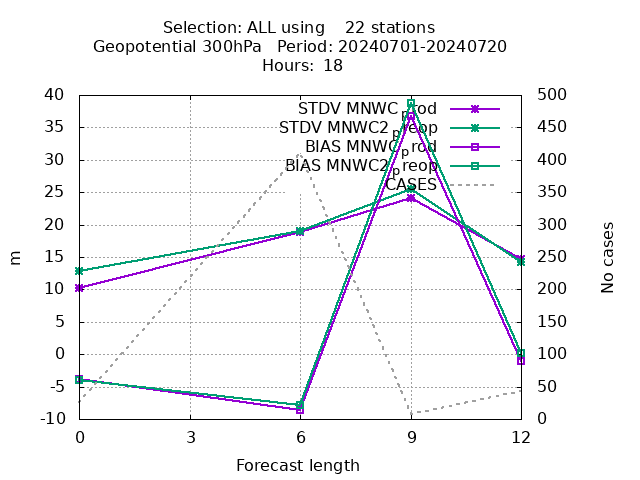 Selection: ALL using    22 stations
Geopotential 300hPa   Period: 20240701-20240720
Hours: 18
40
35
30
25
20
15
10
5
0
-5
-10
m
500
450
400
350
300
250
200
150
100
50
0
No cases
STDV MNWC_prod
STDV MNWC2_preop
BIAS MNWC_prod
BIAS MNWC2_preop
CASES
0 3 6 9 12
Forecast length